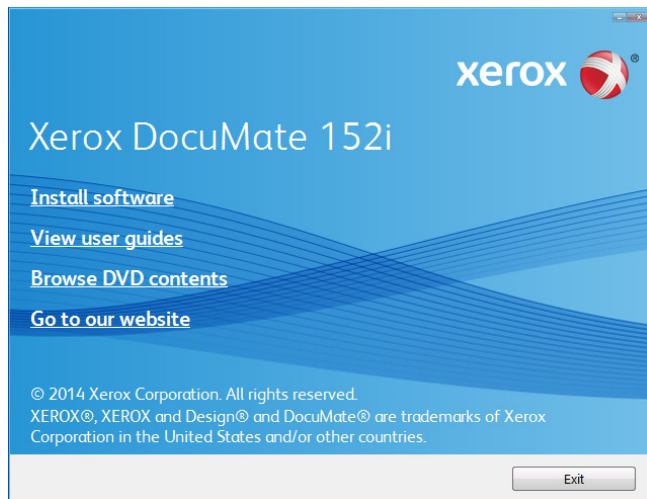 xerox ®
Xerox DocuMate 152i
Install software
View user guides
Browse DVD contents
Go to our website
© 2014 Xerox Corporation. All rights reserved.
XEROX®, XEROX and Design® and DocuMate® are trademarks of Xerox
Corporation in the United States and/or other countries.
Exit